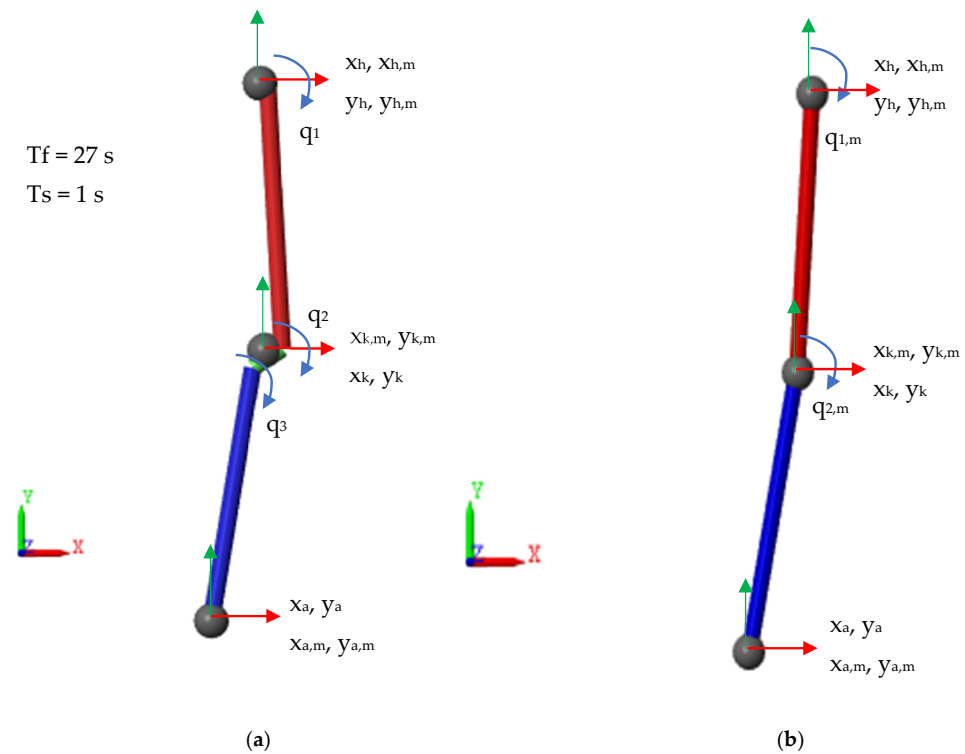 xh, xh,m
yh, yh,m
q1
Tf = 27 s
Ts = 1 s
q2
xk,m, yk,m
xk, yk
q3
Y
X
Z
xa, ya
xa,m, ya,m
(a)
xh, xh,m
yh, yh,m
q1,m
xk,m, yk,m
xk, yk
q2,m
Y
X
Z
xa, ya
xa,m, ya,m
(b)